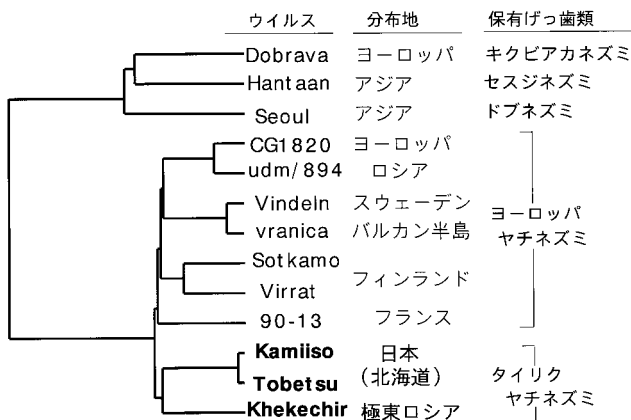 ウイルス 分布地 保有げっ歯類
Dobrava ヨーロッパ キクビアカネズミ
Hantaan アジア セスジネズミ
Seoul アジア ドブネズミ
CG1820 ヨーロッパ
udm/894 ロシア
Vindeln スウェーデン
vranica バルカン半島
ヨーロッパ
ヤチネズミ
Sotkamo
Virrat
フィンランド
90-13 フランス
Kamiiso
Tobetsu
日本
(北海道)
Khekechir 極東ロシア
タイリク
ヤチネズミ